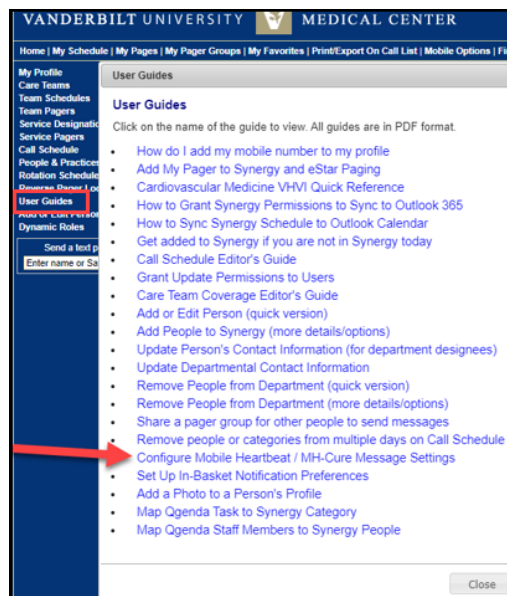 VANDERBILT UNIVERSITY MEDICAL CENTER
Home | My Schedule | My Pages | My Pager Groups | My Favorites | Print/Export On Call List | Mobile Options |
My Profile
Care Teams
Team Schedules
Team Pagers
Service
Service Pagers
Call Schedule
People &
Rotation Schedule
Reverse Pager
User Guides
Add or Edit
Dynamic Roles
Send a text
Enter name or
User Guides
User Guides
Click on the name of the guide to view. All guides are in PDF format.
• How do I add my mobile number to my profile
• Add My Pager to Synergy and eStar Paging
• Cardiovascular Medicine VHVI Quick Reference
• How to Grant Synergy Permissions to Sync to Outlook 365
• How to Sync Synergy Schedule to Outlook Calendar
• Get added to Synergy if you are not in Synergy today
• Call Schedule Editor's Guide
• Grant Update Permissions to Users
• Care Team Coverage Editor's Guide
• Add or Edit Person (quick version)
• Add People to Synergy (more details/options)
• Update Person's Contact Information (for department designees)
• Update Departmental Contact Information
• Remove People from Department (quick version)
• Remove People from Department (more details/options)
• Share a pager group for other people to send messages
• Remove people or categories from multiple days on Call Schedule
Configure Mobile Heartbeat / MH-Cure Message Settings
• Set Up In-Basket Notification Preferences
• Add a Photo to a Person's Profile
• Map Qgenda Task to Synergy Category
• Map Qgenda Staff Members to Synergy People
Close